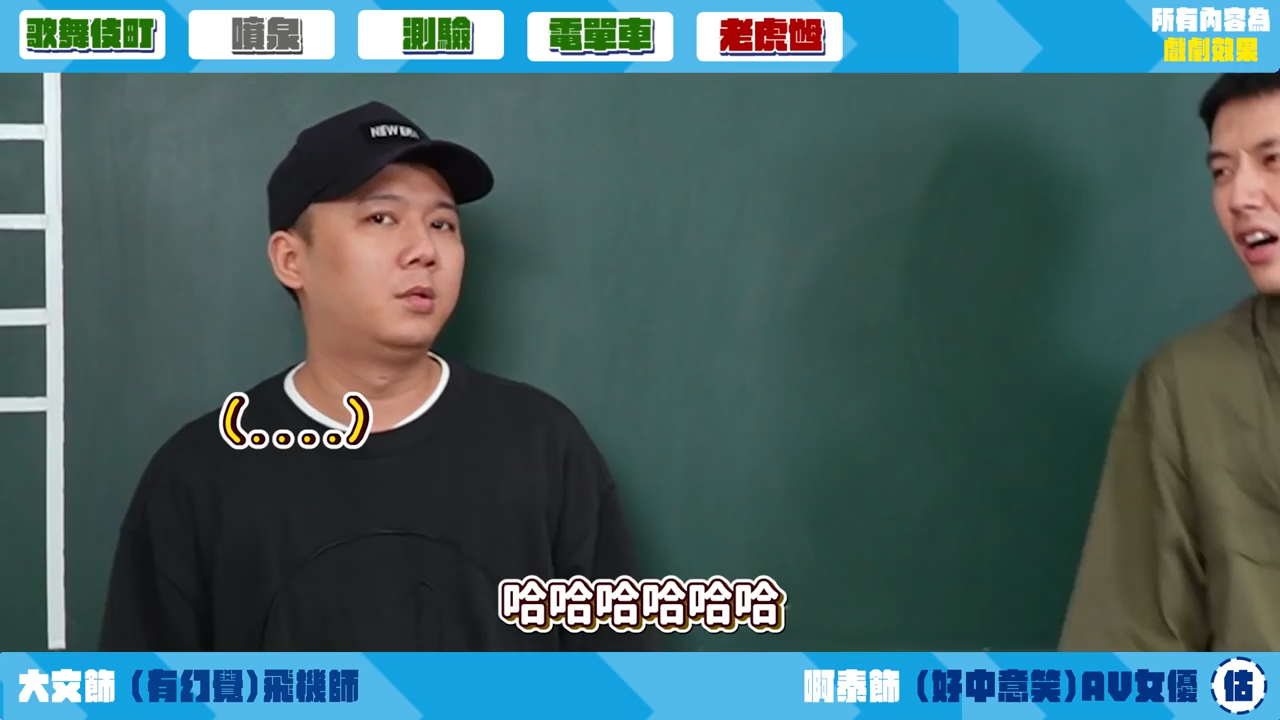 歌舞伎町
噴泉
測驗
電單車
老虎乸
所有內容為
戲劇效果
NEW ERA
(....)
哈哈哈哈哈哈
大文飾(有幻覺)飛機師
啊泰飾(好中意笑)AV女優
估